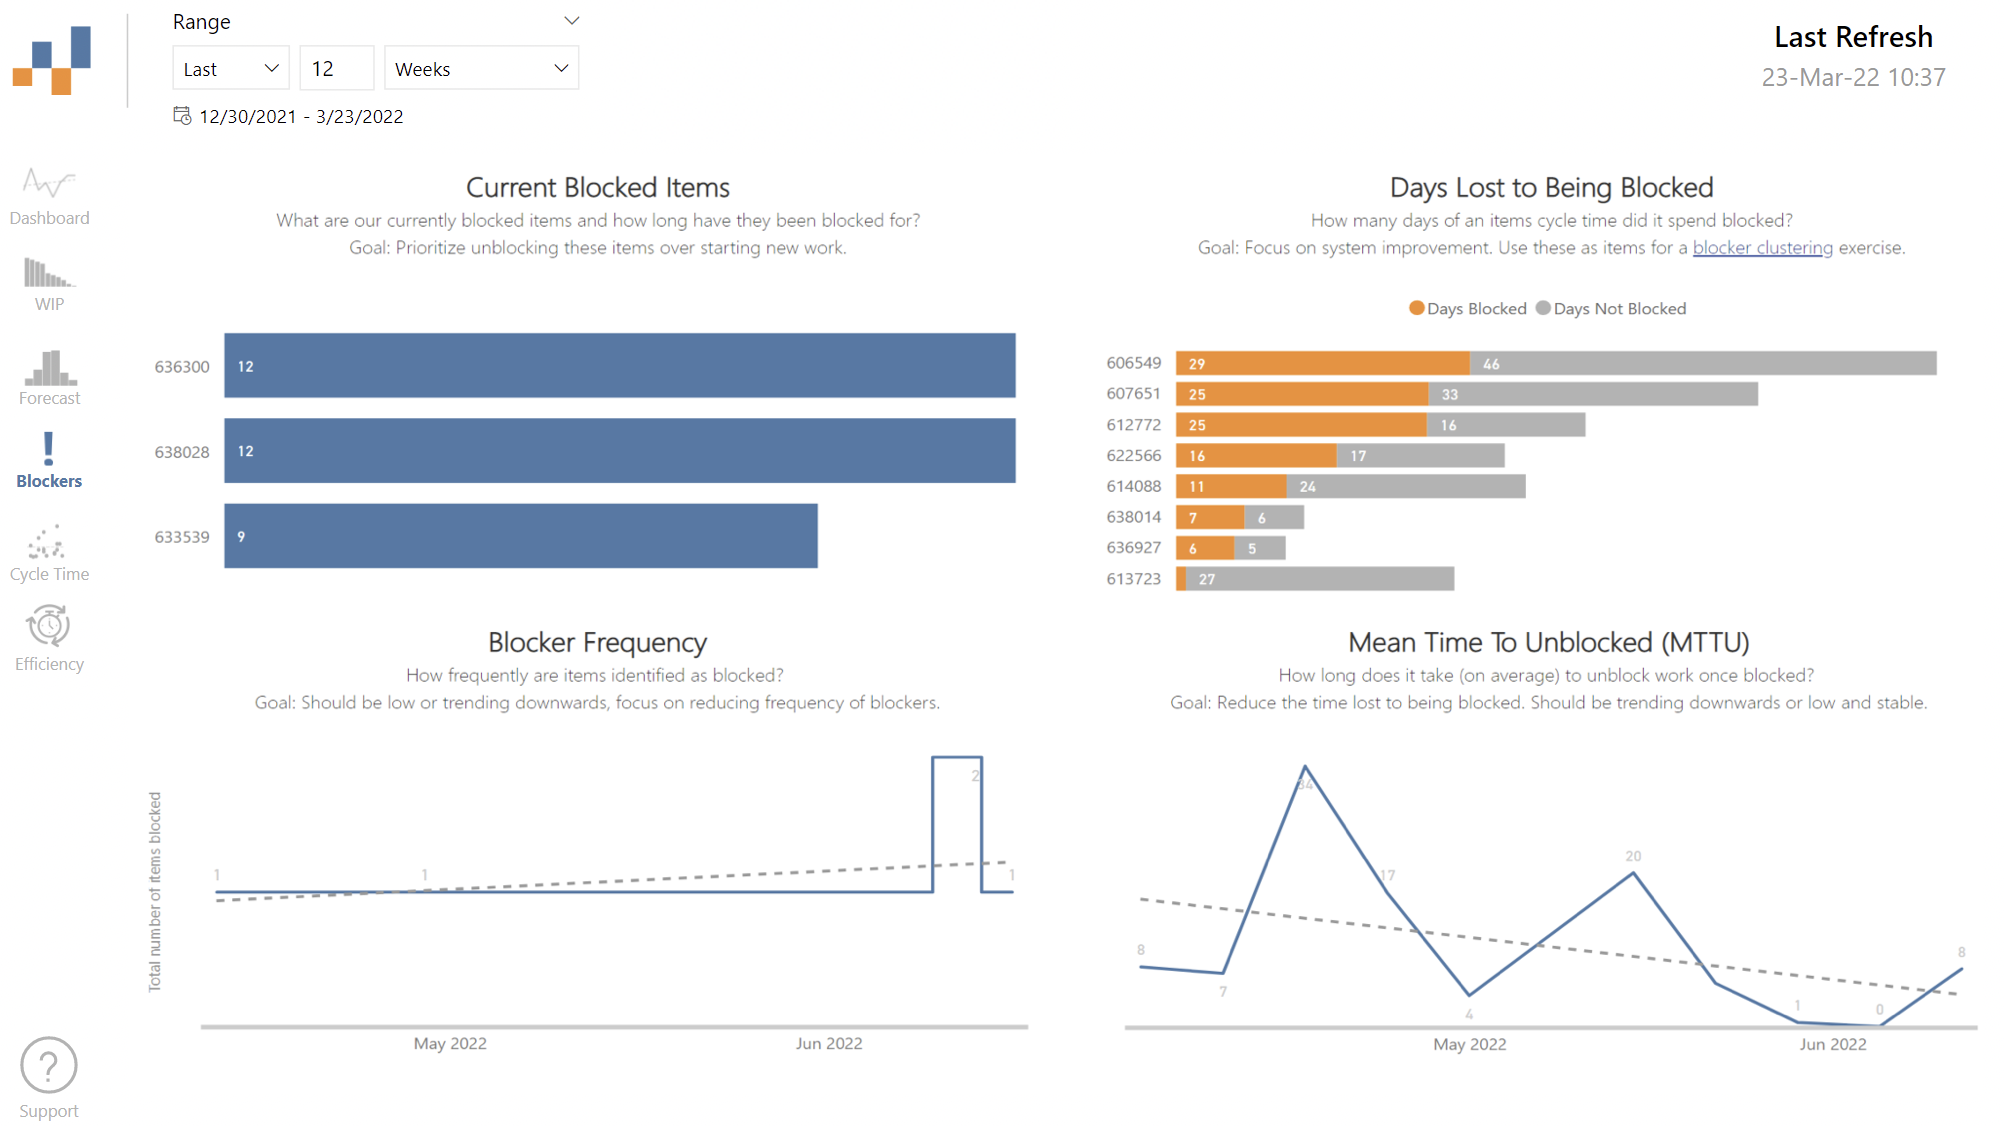 Range
Last
12
Weeks
12/30/2021 - 3/23/2022
Last Refresh
23-Mar-22 10:37
Dashboard
WIP
Forecast
Blockers
Cycle Time
Efficiency
Support
Current Blocked Items
What are our currently blocked items and how long have they been blocked for?
Goal: Prioritize unblocking these items over starting new work.
636300 12
638028 12
633539 9
Days Lost to Being Blocked
How many days of an items cycle time did it spend blocked?
Goal: Focus on system improvement. Use these as items for a blocker clustering exercise.
Days Blocked Days Not Blocked
606549 29 46
607651 25 33
612772 25 16
622566 16 17
614088 11 24
638014 7 6
636927 6 5
613723 27
Blocker Frequency
How frequently are items identified as blocked?
Goal: Should be low or trending downwards, focus on reducing frequency of blockers.
Total number of items blocked
1
1
2
1
May 2022
Jun 2022
Mean Time To Unblocked (MTTU)
How long does it take (on average) to unblock work once blocked?
Goal: Reduce the time lost to being blocked. Should be trending downwards or low and stable.
8
7
34
17
4
20
1
0
8
May 2022
Jun 2022